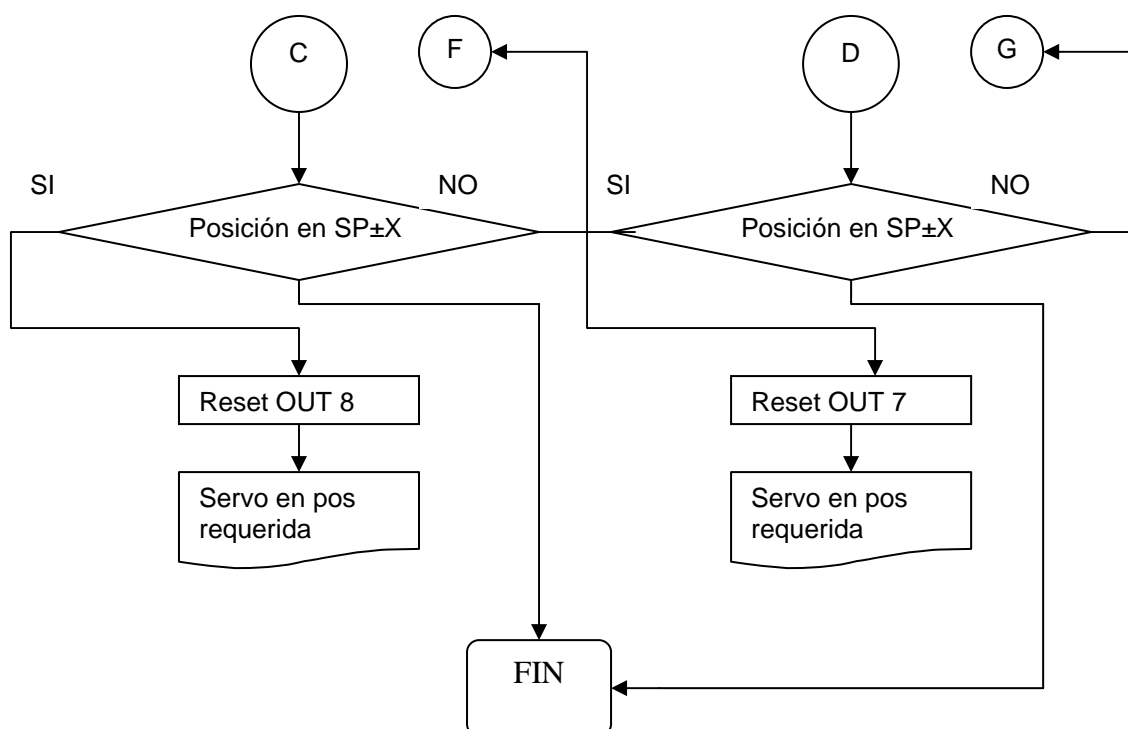 C
F
D
G
SI
NO
SI
NO
Posición en SP±X
Posición en SP±X
Reset OUT 8
Reset OUT 7
Servo en pos
requerida
Servo en pos
requerida
FIN